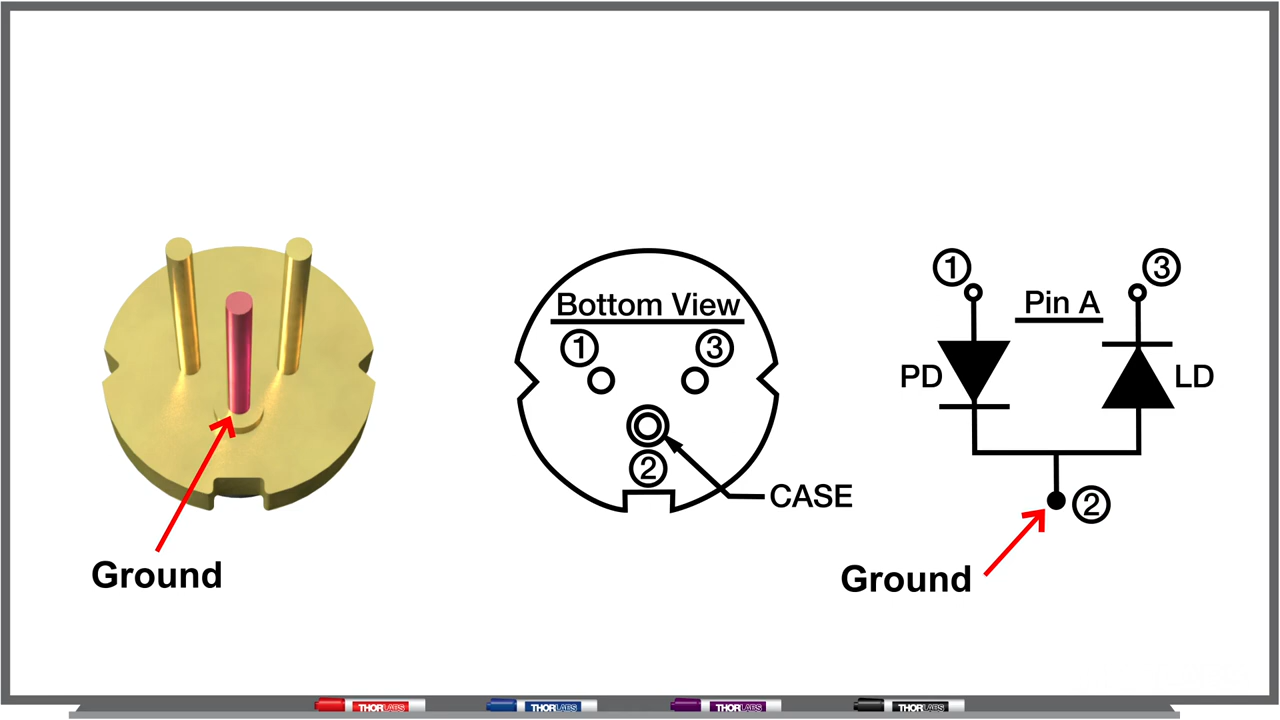 Ground
Bottom View
1
3
2
CASE
1
3
Pin A
PD
LD
2
Ground
THORLABS
THORLABS
THORLABS
THORLABS